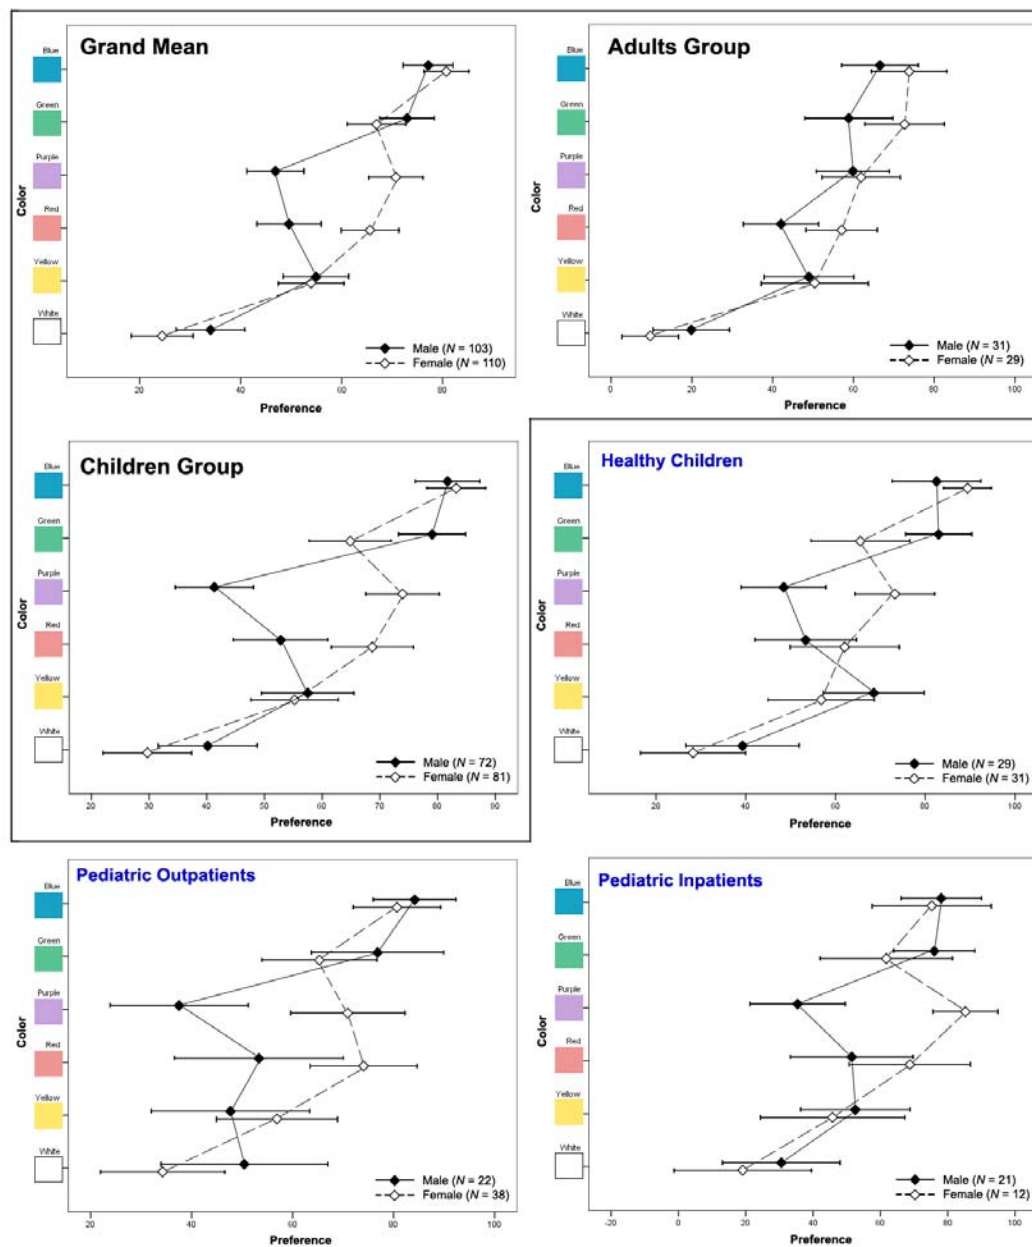 Grand Mean
Color
Blue
Green
Purple
Red
Yellow
White
Male (N = 103)
Female (N = 110)
20 40 60 80
Preference
Adults Group
Color
Blue
Green
Purple
Red
Yellow
White
Male (N = 31)
Female (N = 29)
0 20 40 60 80 100
Preference
Children Group
Color
Blue
Green
Purple
Red
Yellow
White
Male (N = 72)
Female (N = 81)
20 30 40 50 60 70 80 90
Preference
Healthy Children
Color
Blue
Green
Purple
Red
Yellow
White
Male (N = 29)
Female (N = 31)
20 40 60 80 100
Preference
Pediatric Outpatients
Color
Blue
Green
Purple
Red
Yellow
White
Male (N = 22)
Female (N = 38)
20 40 60 80 100
Preference
Pediatric Inpatients
Color
Blue
Green
Purple
Red
Yellow
White
Male (N = 21)
Female (N = 12)
-20 0 20 40 60 80 100
Preference